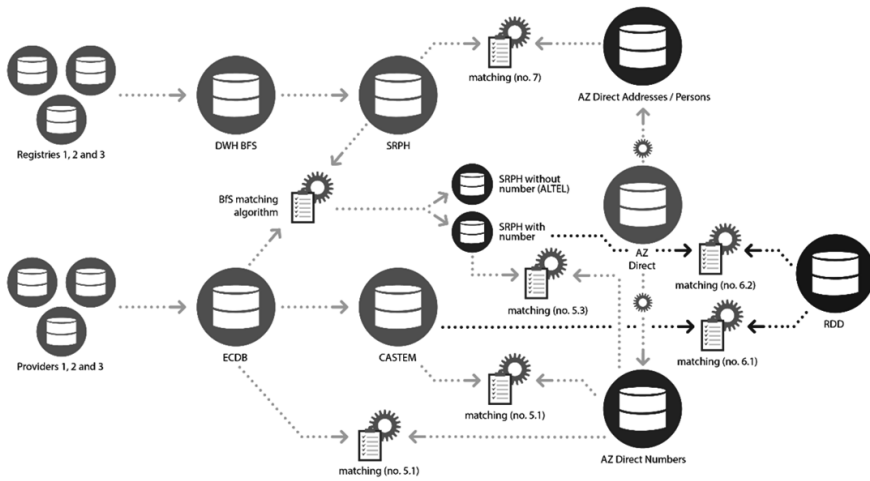 matching (no. 7)
AZ Direct Addresses / Persons
Registries 1, 2 and 3
DWH BFS
SRPH
BfS matching
algorithm
SRPH without
number (ALTEL)
SRPH with
number
AZ
Direct
matching (no. 6.2)
matching (no. 5.3)
RDD
Providers 1, 2 and 3
ECDB
CASTEM
matching (no. 6.1)
matching (no. 5.1)
AZ Direct Numbers
matching (no. 5.1)